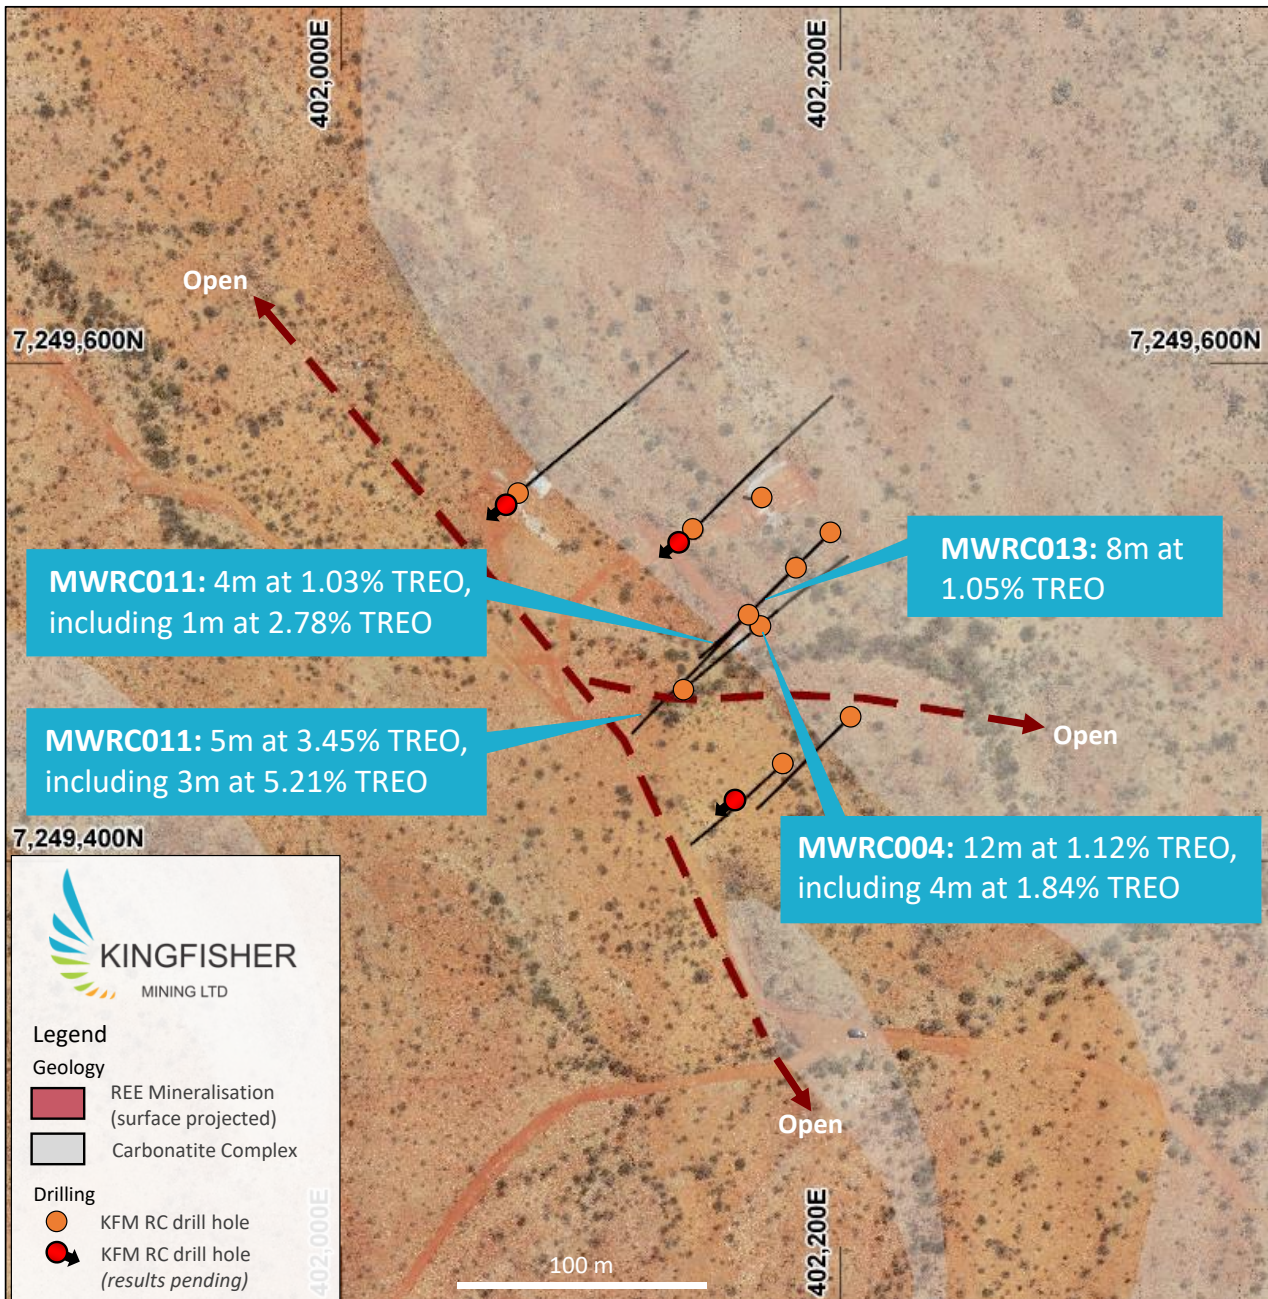 402,000E
402,200E
Open
7,249,600N
7,249,600N
MWRC013: 8m at
1.05% TREO
MWRC011: 4m at 1.03% TREO,
including 1m at 2.78% TREO
MWRC011: 5m at 3.45% TREO,
including 3m at 5.21% TREO
Open
7,249,400N
MWRC004: 12m at 1.12% TREO,
including 4m at 1.84% TREO
KINGFISHER
MINING LTD
Legend
Geology
REE Mineralisation
(surface projected)
Carbonatite Complex
Drilling
KFM RC drill hole
KFM RC drill hole
(results pending)
Open
402,000E
402,200E
100 m